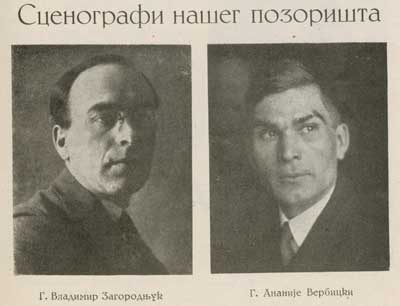 Сценографи нашег позоришта
Г. Владимир Загородњук
Г. Ананије Вербицки